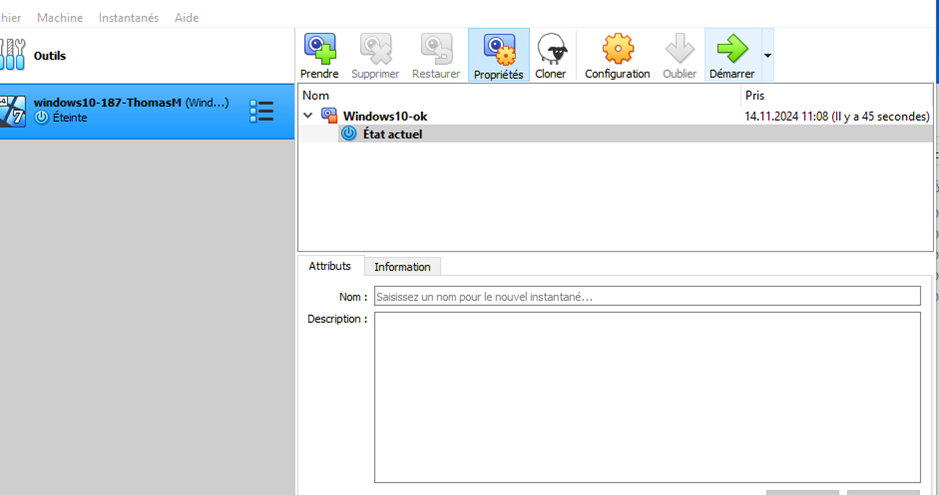 hier Machine Instantanés Aide
Outils
Prendre Supprimer Restaurer Propriétés Cloner Configuration Oublier Démarrer
windows10-187-ThomasM (Wind...)
Éteinte
Nom Pris
Windows10-ok 14.11.2024 11:08 (Il y a 45 secondes)
État actuel
Attributs Information
Nom : Saisissez un nom pour le nouvel instantané...
Description :